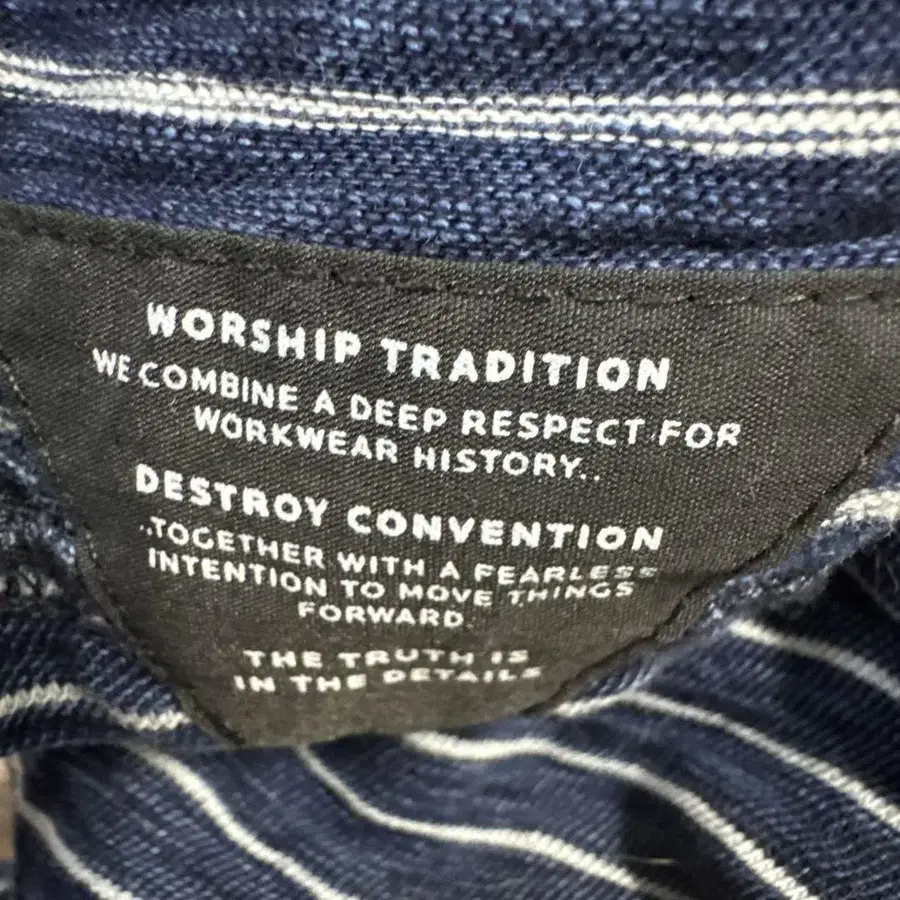 WORSHIP TRADITION
WE COMBINE A DEEP RESPECT FOR
WORKWEAR HISTORY..
DESTROY CONVENTION
..TOGETHER WITH A FEARLESS
INTENTION TO MOVE THINGS
FORWARD.
THE TRUTH IS
IN THE DETAILS